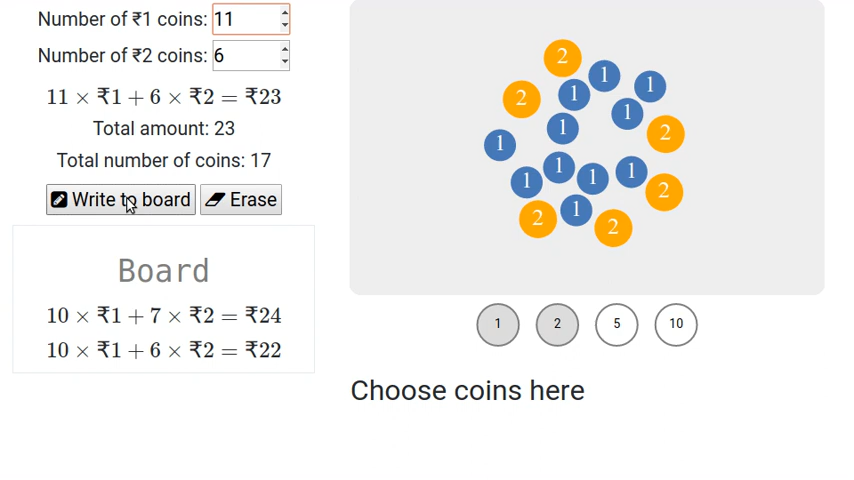 Number of ₹1 coins: 11
Number of ₹2 coins: 6
11 × ₹1 + 6 × ₹2 = ₹23
Total amount: 23
Total number of coins: 17
Write to board Erase
Board
10 × ₹1 + 7 × ₹2 = ₹24
10 × ₹1 + 6 × ₹2 = ₹22
2
1
1
2
1
1
1
2
1
1
1
1
1
2
1
2
2
1 2 5 10
Choose coins here